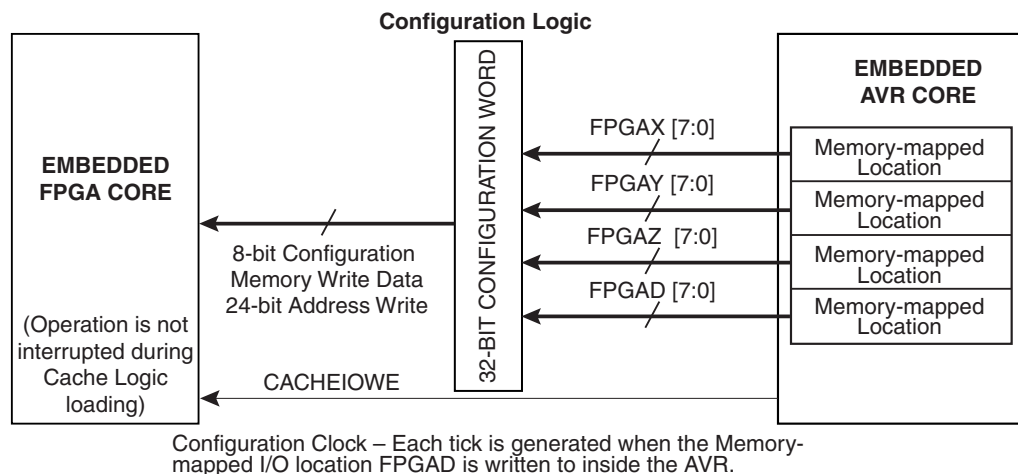 Configuration Logic
EMBEDDED
FPGA CORE
(Operation is not
interrupted during
Cache Logic
loading)
8-bit Configuration
Memory Write Data
24-bit Address Write
CACHEIOWE
32-BIT CONFIGURATION WORD
FPGAX [7:0]
FPGAY [7:0]
FPGAZ [7:0]
FPGAD [7:0]
EMBEDDED
AVR CORE
Memory-mapped
Location
Memory-mapped
Location
Memory-mapped
Location
Memory-mapped
Location
Configuration Clock – Each tick is generated when the Memory-
mapped I/O location FPGAD is written to inside the AVR.